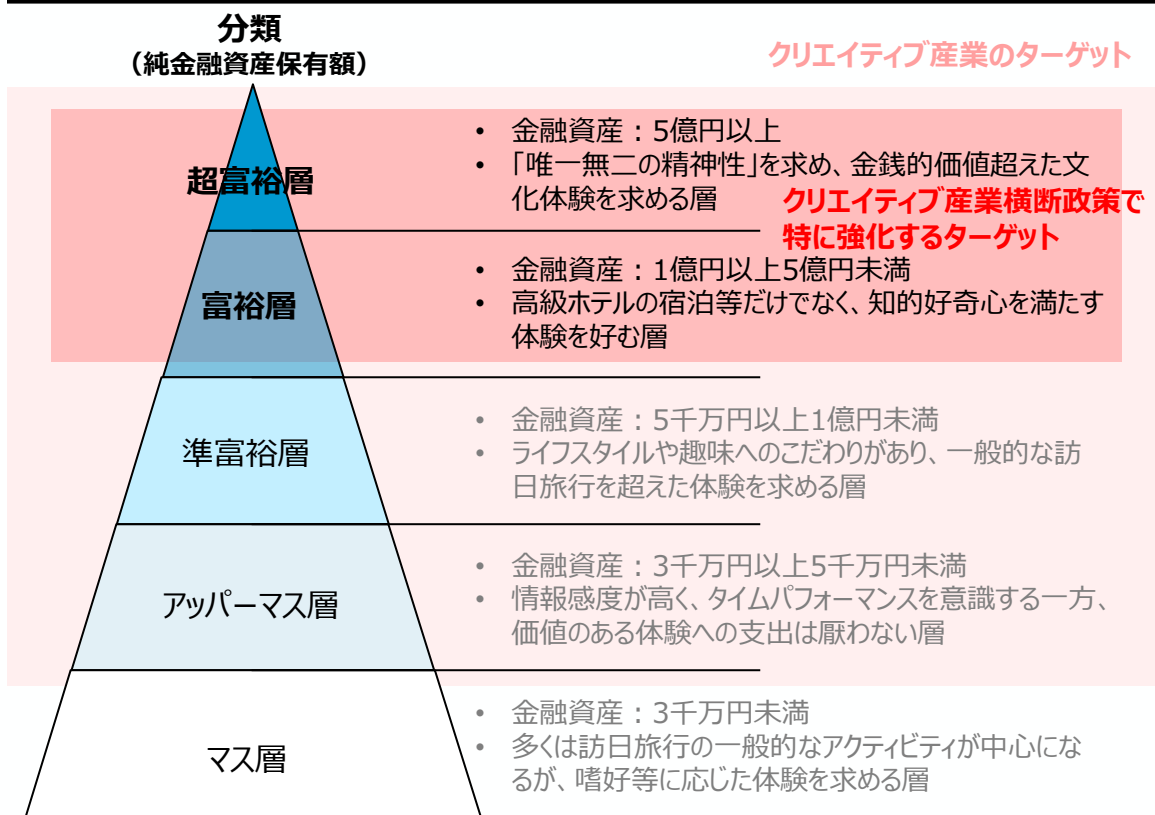 分類
（純金融資産保有額）
クリエイティブ産業のターゲット
超富裕層
• 金融資産：5億円以上
• 「唯一無二の精神性」を求め、金銭的価値超えた文
化体験を求める層
クリエイティブ産業横断政策で
特に強化するターゲット
富裕層
• 金融資産：1億円以上5億円未満
• 高級ホテルの宿泊等だけでなく、知的好奇心を満たす
体験を好む層
準富裕層
• 金融資産：5千万円以上1億円未満
• ライフスタイルや趣味へのこだわりがあり、一般的な訪
日旅行を超えた体験を求める層
アッパーマス層
• 金融資産：3千万円以上5千万円未満
• 情報感度が高く、タイムパフォーマンスを意識する一方、
価値のある体験への支出は厭わない層
マス層
• 金融資産：3千万円未満
• 多くは訪日旅行の一般的なアクティビティが中心にな
るが、嗜好等に応じた体験を求める層